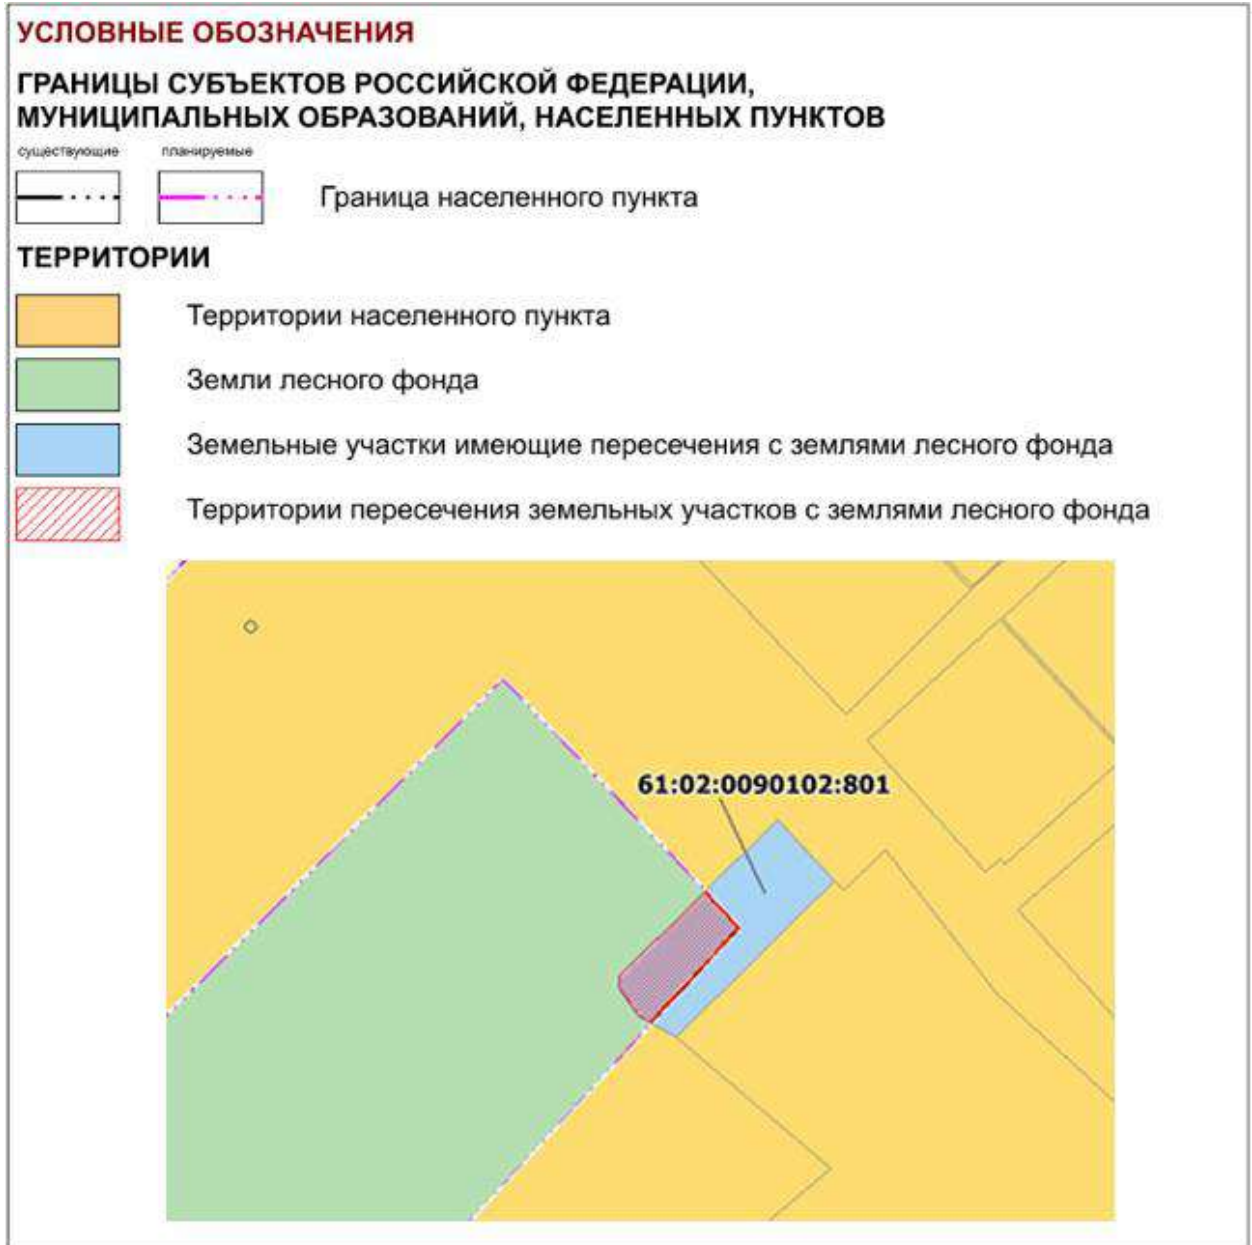 УСЛОВНЫЕ ОБОЗНАЧЕНИЯ
ГРАНИЦЫ СУБЪЕКТОВ РОССИЙСКОЙ ФЕДЕРАЦИИ,
МУНИЦИПАЛЬНЫХ ОБРАЗОВАНИЙ, НАСЕЛЕННЫХ ПУНКТОВ
существующие планируемые
Граница населенного пункта
ТЕРРИТОРИИ
Территории населенного пункта
Земли лесного фонда
Земельные участки имеющие пересечения с землями лесного фонда
Территории пересечения земельных участков с землями лесного фонда
61:02:0090102:801